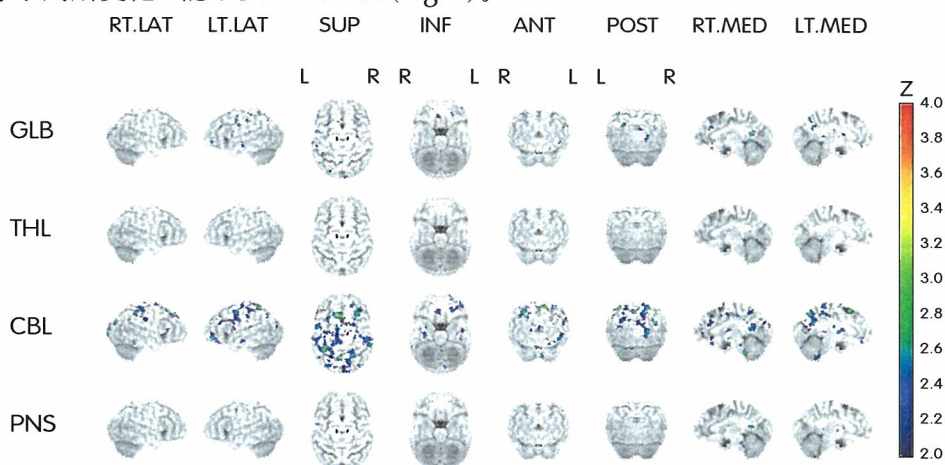 RT.LAT LT.LAT SUP INF ANT POST RT.MED LT.MED
L R R L R L L R
Z
GLB
THL
CBL
PNS
4.0
3.8
3.6
3.4
3.2
3.0
2.8
2.6
2.4
2.2
2.0